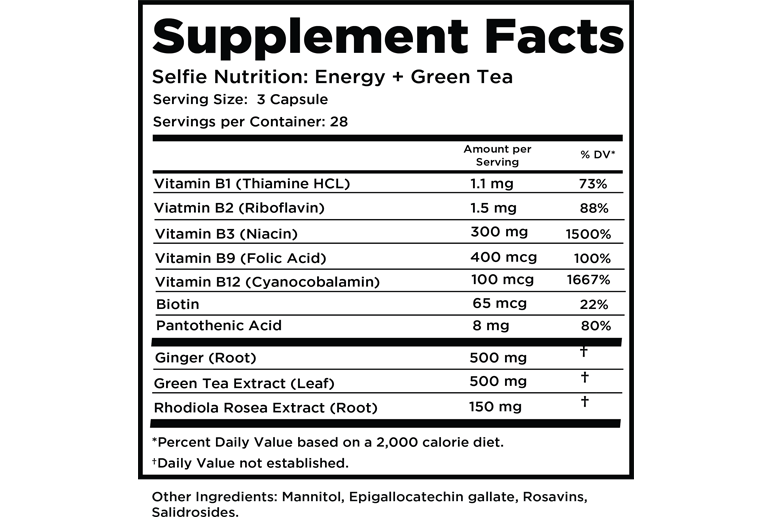 Supplement Facts
Selfie Nutrition: Energy + Green Tea
Serving Size: 3 Capsule
Servings per Container: 28
Amount per Serving % DV*
Vitamin B1 (Thiamine HCL) 1.1 mg 73%
Viatmin B2 (Riboflavin) 1.5 mg 88%
Vitamin B3 (Niacin) 300 mg 1500%
Vitamin B9 (Folic Acid) 400 mcg 100%
Vitamin B12 (Cyanocobalamin) 100 mcg 1667%
Biotin 65 mcg 22%
Pantothenic Acid 8 mg 80%
Ginger (Root) 500 mg †
Green Tea Extract (Leaf) 500 mg †
Rhodiola Rosea Extract (Root) 150 mg †
*Percent Daily Value based on a 2,000 calorie diet.
†Daily Value not established.
Other Ingredients: Mannitol, Epigallocatechin gallate, Rosavins,
Salidrosides.